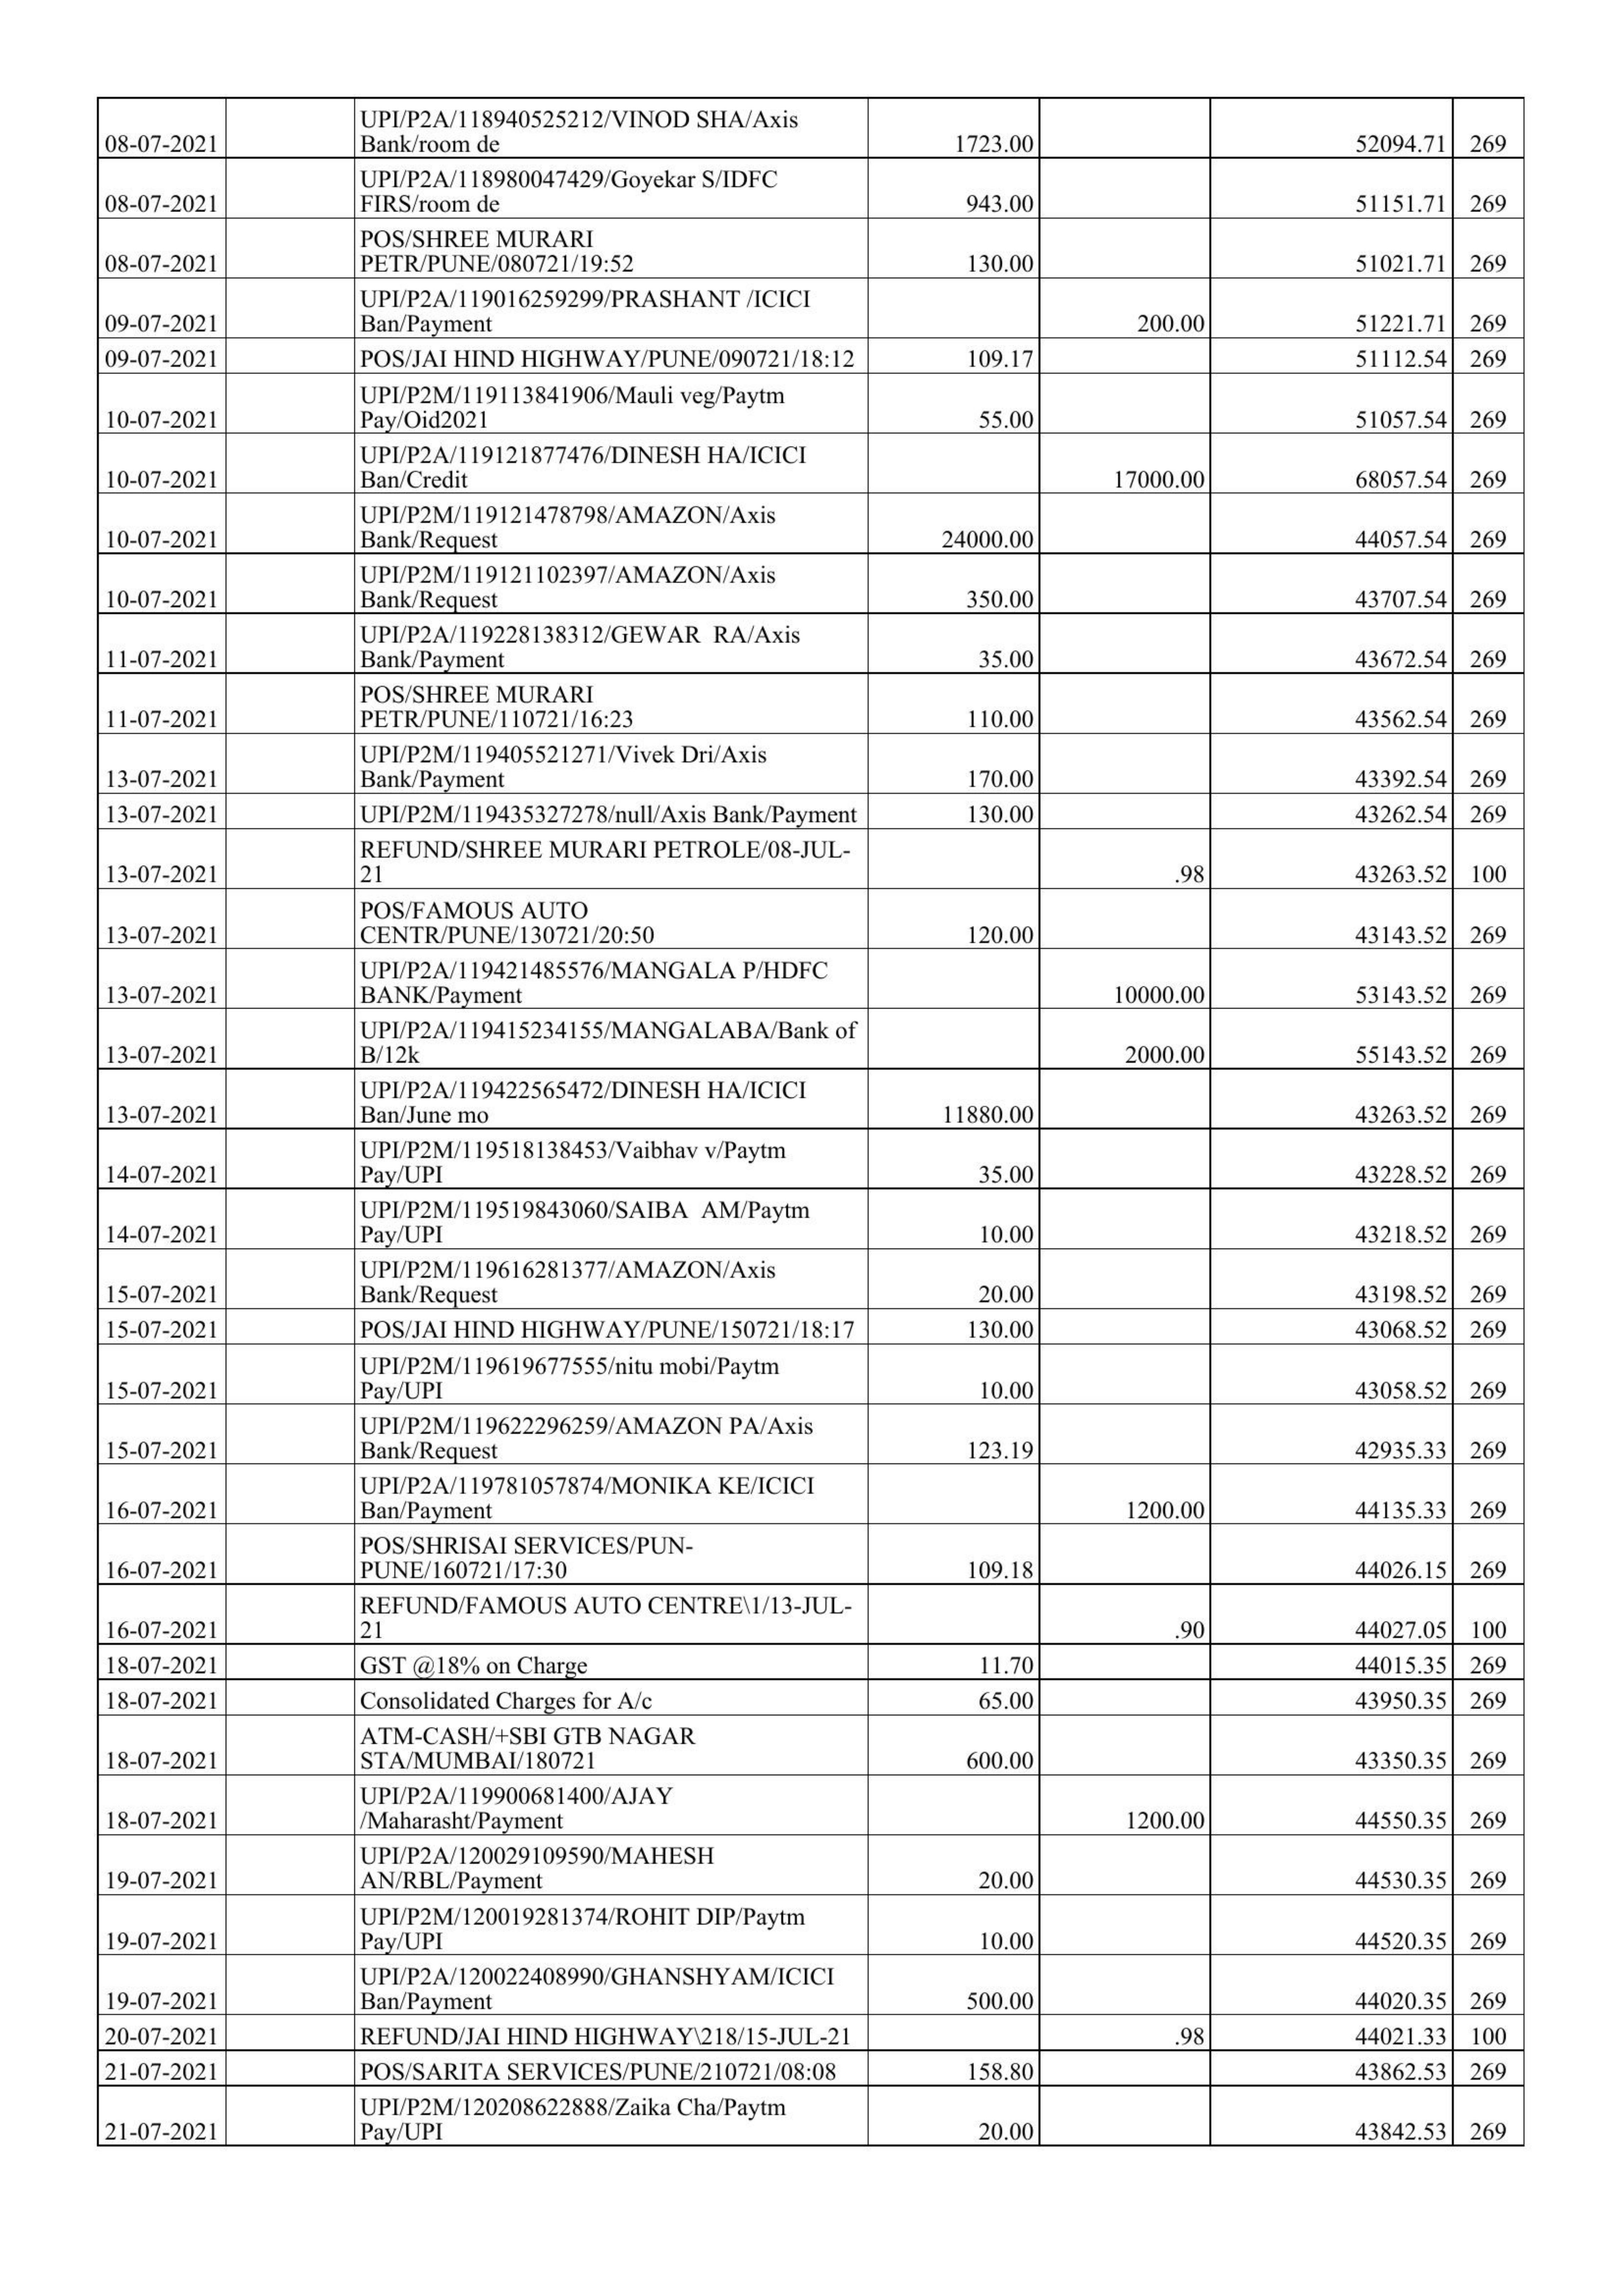 UPI/P2A/118940525212/VINOD SHA/Axis
08-07-2021 Bank/room de 1723.00 52094.71 269
UPI/P2A/118980047429/Goyekar S/IDFC
08-07-2021 FIRS/room de 943.00 51151.71 269
POS/SHREE MURARI
08-07-2021 PETR/PUNE/080721/19:52 130.00 51021.71 269
UPI/P2A/119016259299/PRASHANT /ICICI
09-07-2021 Ban/Payment 200.00 51221.71 269
09-07-2021 POS/JAI HIND HIGHWAY/PUNE/090721/18:12 109.17 51112.54 269
UPI/P2M/119113841906/Mauli veg/Paytm
10-07-2021 Pay/Oid2021 55.00 51057.54 269
UPI/P2A/119121877476/DINESH HA/ICICI
10-07-2021 Ban/Credit 17000.00 68057.54 269
UPI/P2M/119121478798/AMAZON/Axis
10-07-2021 Bank/Request 24000.00 44057.54 269
UPI/P2M/119121102397/AMAZON/Axis
10-07-2021 Bank/Request 350.00 43707.54 269
UPI/P2A/119228138312/GEWAR  RA/Axis
11-07-2021 Bank/Payment 35.00 43672.54 269
POS/SHREE MURARI
11-07-2021 PETR/PUNE/110721/16:23 110.00 43562.54 269
UPI/P2M/119405521271/Vivek Dri/Axis
13-07-2021 Bank/Payment 170.00 43392.54 269
13-07-2021 UPI/P2M/119435327278/null/Axis Bank/Payment 130.00 43262.54 269
REFUND/SHREE MURARI PETROLE/08-JUL-
13-07-2021 21 .98 43263.52 100
POS/FAMOUS AUTO
13-07-2021 CENTR/PUNE/130721/20:50 120.00 43143.52 269
UPI/P2A/119421485576/MANGALA P/HDFC
13-07-2021 BANK/Payment 10000.00 53143.52 269
UPI/P2A/119415234155/MANGALABA/Bank of
13-07-2021 B/12k 2000.00 55143.52 269
UPI/P2A/119422565472/DINESH HA/ICICI
13-07-2021 Ban/June mo 11880.00 43263.52 269
UPI/P2M/119518138453/Vaibhav v/Paytm
14-07-2021 Pay/UPI 35.00 43228.52 269
UPI/P2M/119519843060/SAIBA  AM/Paytm
14-07-2021 Pay/UPI 10.00 43218.52 269
UPI/P2M/119616281377/AMAZON/Axis
15-07-2021 Bank/Request 20.00 43198.52 269
15-07-2021 POS/JAI HIND HIGHWAY/PUNE/150721/18:17 130.00 43068.52 269
UPI/P2M/119619677555/nitu mobi/Paytm
15-07-2021 Pay/UPI 10.00 43058.52 269
UPI/P2M/119622296259/AMAZON PA/Axis
15-07-2021 Bank/Request 123.19 42935.33 269
UPI/P2A/119781057874/MONIKA KE/ICICI
16-07-2021 Ban/Payment 1200.00 44135.33 269
POS/SHRISAI SERVICES/PUN-
16-07-2021 PUNE/160721/17:30 109.18 44026.15 269
REFUND/FAMOUS AUTO CENTRE\1/13-JUL-
16-07-2021 21 .90 44027.05 100
18-07-2021 GST @18% on Charge 11.70 44015.35 269
18-07-2021 Consolidated Charges for A/c 65.00 43950.35 269
ATM-CASH/+SBI GTB NAGAR
18-07-2021 STA/MUMBAI/180721 600.00 43350.35 269
UPI/P2A/119900681400/AJAY
18-07-2021 /Maharasht/Payment 1200.00 44550.35 269
UPI/P2A/120029109590/MAHESH
19-07-2021 AN/RBL/Payment 20.00 44530.35 269
UPI/P2M/120019281374/ROHIT DIP/Paytm
19-07-2021 Pay/UPI 10.00 44520.35 269
UPI/P2A/120022408990/GHANSHYAM/ICICI
19-07-2021 Ban/Payment 500.00 44020.35 269
20-07-2021 REFUND/JAI HIND HIGHWAY\218/15-JUL-21 .98 44021.33 100
21-07-2021 POS/SARITA SERVICES/PUNE/210721/08:08 158.80 43862.53 269
UPI/P2M/120208622888/Zaika Cha/Paytm
21-07-2021 Pay/UPI 20.00 43842.53 269